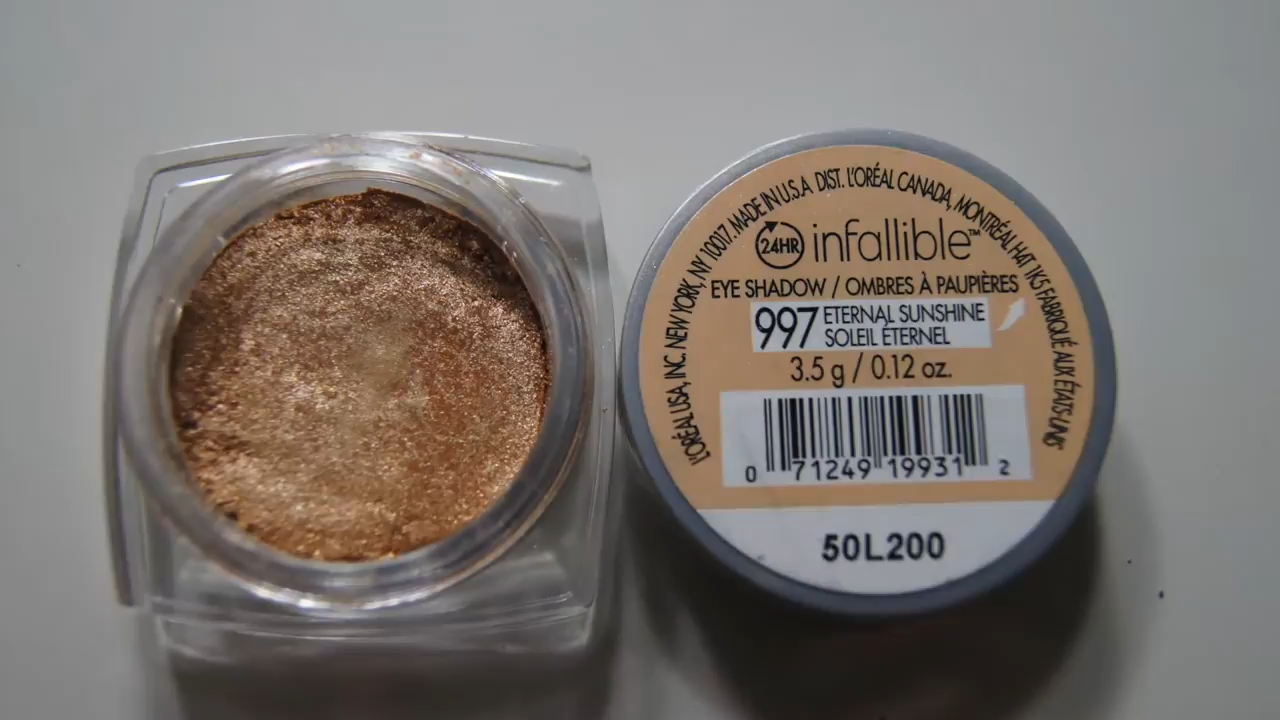 L'ORÉAL USA, INC. NEW YORK, NY 10017. MADE IN U.S.A DIST. L'ORÉAL CANADA, MONTRÉAL H4T 1K5 FABRIQUÉ AUX ÉTATS-UNIS
24HR infallible™
EYE SHADOW / OMBRES À PAUPIÈRES
997 ETERNAL SUNSHINE
SOLEIL ÉTERNEL
3.5 g / 0.12 oz.
0 71249 19931 2
50L200